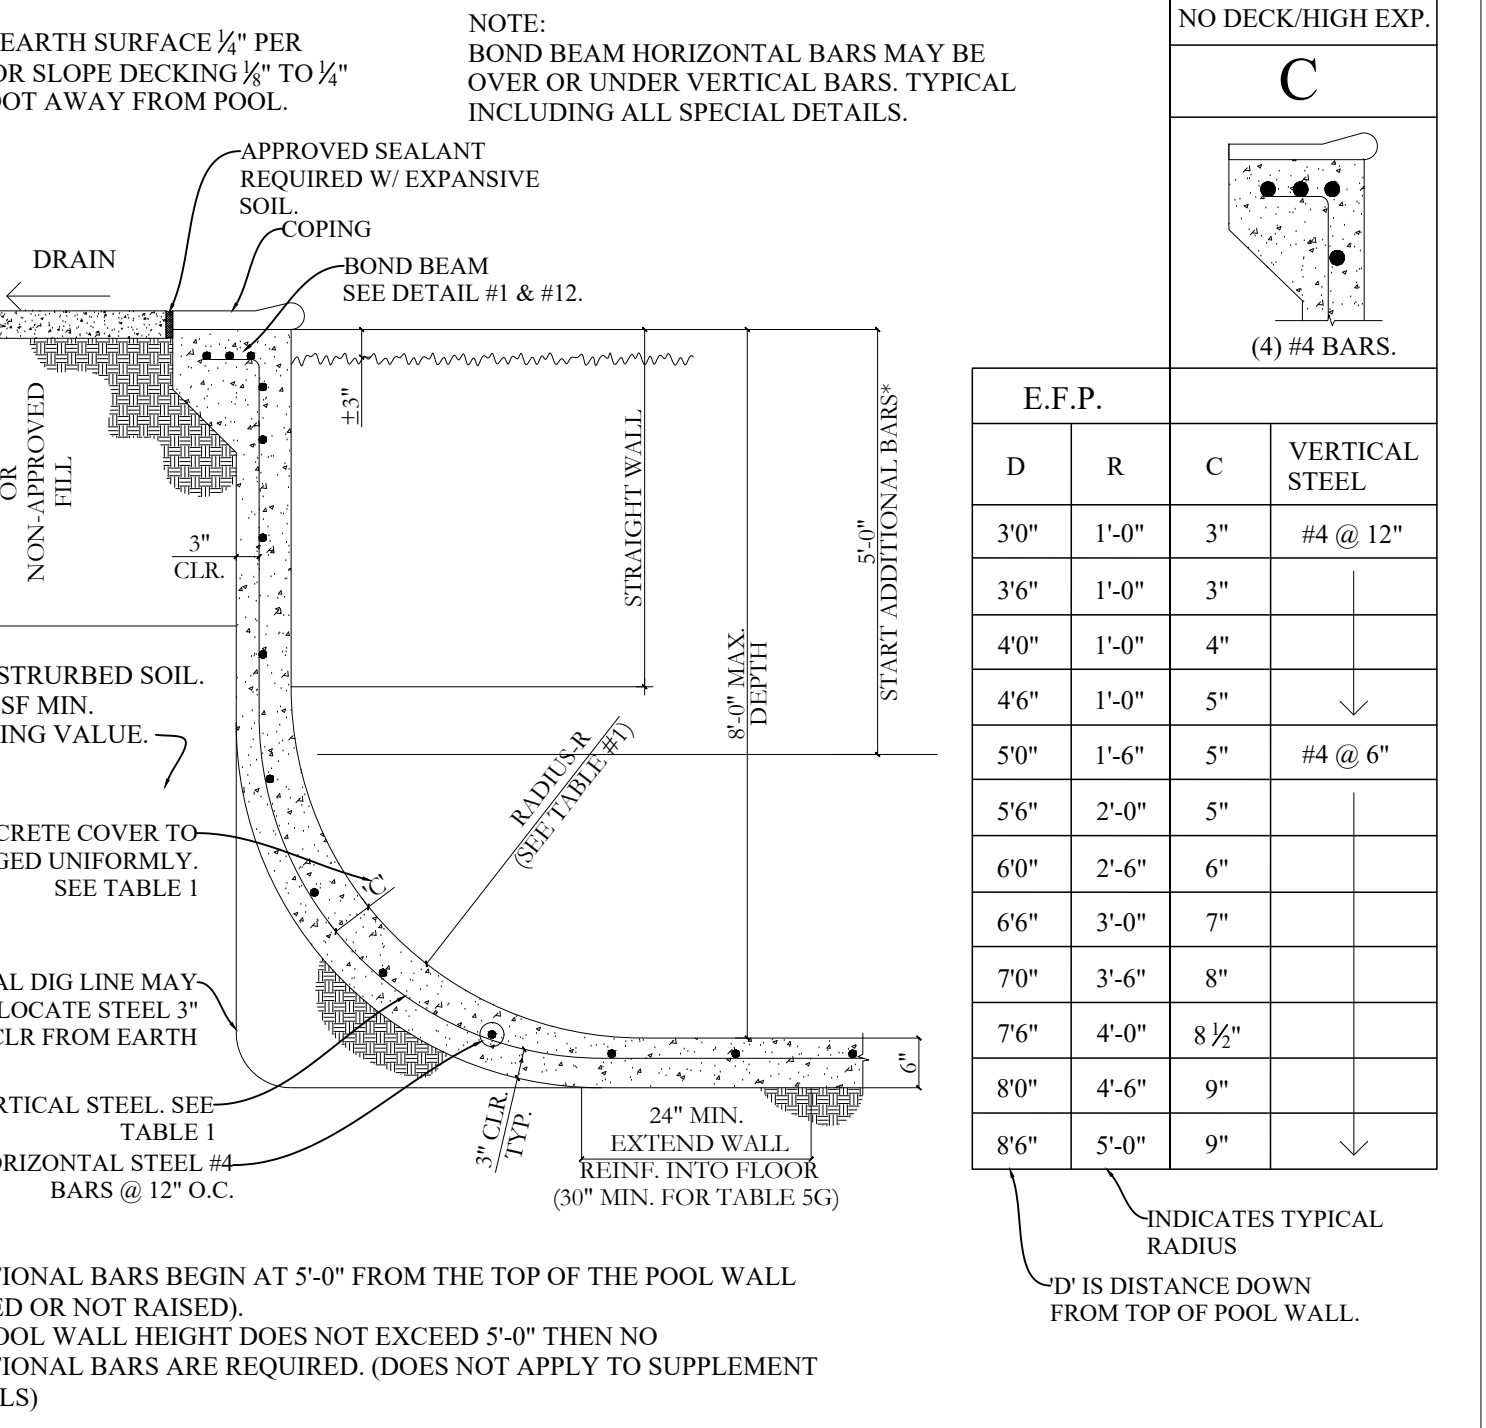 EARTH SURFACE ¼" PER
OR SLOPE DECKING ⅛" TO ¼"
OOT AWAY FROM POOL.
NOTE:
BOND BEAM HORIZONTAL BARS MAY BE
OVER OR UNDER VERTICAL BARS. TYPICAL
INCLUDING ALL SPECIAL DETAILS.
NO DECK/HIGH EXP.
C
(4) #4 BARS.
APPROVED SEALANT
REQUIRED W/ EXPANSIVE
SOIL.
COPING
DRAIN
BOND BEAM
SEE DETAIL #1 & #12.
OR
NON-APPROVED
FILL
±3"
STRAIGHT WALL
8'-0" MAX.
DEPTH
5'-0"
START ADDITIONAL BARS*
3"
CLR.
STRURBED SOIL.
SF MIN.
ING VALUE.
RADIUS-R
(SEE TABLE #1)
CRETE COVER TO
GED UNIFORMLY.
SEE TABLE 1
'C'
AL DIG LINE MAY
LOCATE STEEL 3"
CLR FROM EARTH
RTICAL STEEL. SEE
TABLE 1
ORIZONTAL STEEL #4
BARS @ 12" O.C.
3" CLR.
TYP.
24" MIN.
EXTEND WALL
REINF. INTO FLOOR
(30" MIN. FOR TABLE 5G)
6"
E.F.P.
D R C VERTICAL
STEEL
3'0" 1'-0" 3" #4 @ 12"
3'6" 1'-0" 3"
4'0" 1'-0" 4"
4'6" 1'-0" 5"
5'0" 1'-6" 5" #4 @ 6"
5'6" 2'-0" 5"
6'0" 2'-6" 6"
6'6" 3'-0" 7"
7'0" 3'-6" 8"
7'6" 4'-0" 8 ½"
8'0" 4'-6" 9"
8'6" 5'-0" 9"
INDICATES TYPICAL
RADIUS
'D' IS DISTANCE DOWN
FROM TOP OF POOL WALL.
TIONAL BARS BEGIN AT 5'-0" FROM THE TOP OF THE POOL WALL
ED OR NOT RAISED).
POOL WALL HEIGHT DOES NOT EXCEED 5'-0" THEN NO
TIONAL BARS ARE REQUIRED. (DOES NOT APPLY TO SUPPLEMENT
LS)